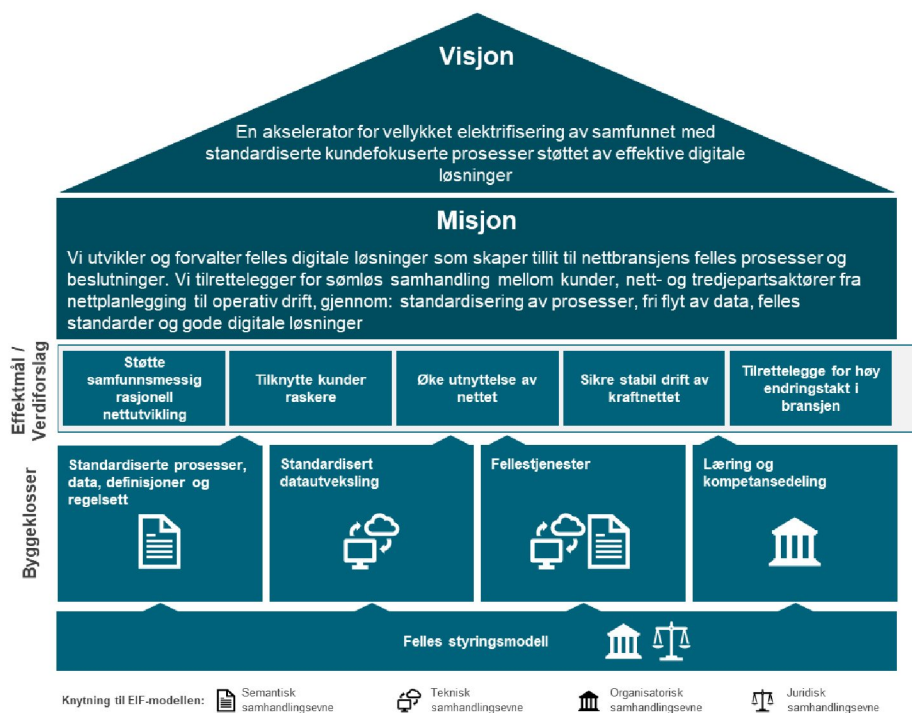 Visjon
En akselerator for vellykket elektrifisering av samfunnet med
standardiserte kundefokuserte prosesser støttet av effektive digitale
løsninger
Misjon
Vi utvikler og forvalter felles digitale løsninger som skaper tillit til nettbransjens felles prosesser og
beslutninger. Vi tilrettelegger for sømløs samhandling mellom kunder, nett- og tredjepartsaktører fra
nettplanlegging til operativ drift, gjennom: standardisering av prosesser, fri flyt av data, felles
standarder og gode digitale løsninger
Effektmål /
Verdiforslag
Støtte
samfunnsmessig
rasjonell
nettutvikling
Tilknytte kunder
raskere
Øke utnyttelse av
nettet
Sikre stabil drift av
kraftnettet
Tilrettelegge for høy
endringstakt i
bransjen
Byggeklosser
Standardiserte prosesser,
data, definisjoner og
regelsett
Standardisert
datautveksling
Fellestjenester
Læring og
kompetansedeling
Felles styringsmodell
Knytning til EIF-modellen:
Semantisk
samhandlingsevne
Teknisk
samhandlingsevne
Organisatorisk
samhandlingsevne
Juridisk
samhandlingsevne